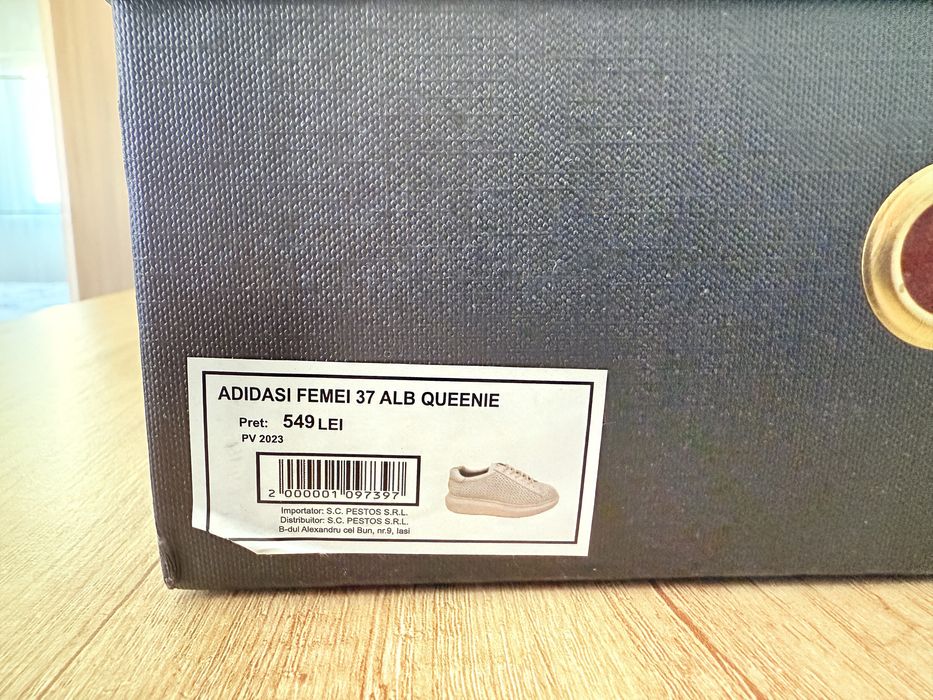 ADIDASI FEMEI 37 ALB QUEENIE
Pret: 549 LEI
PV 2023
2 000001 097397
Importator: S.C. PESTOS S.R.L.
Distribuitor: S.C. PESTOS S.R.L.
B-dul Alexandru cel Bun, nr.9, Iasi